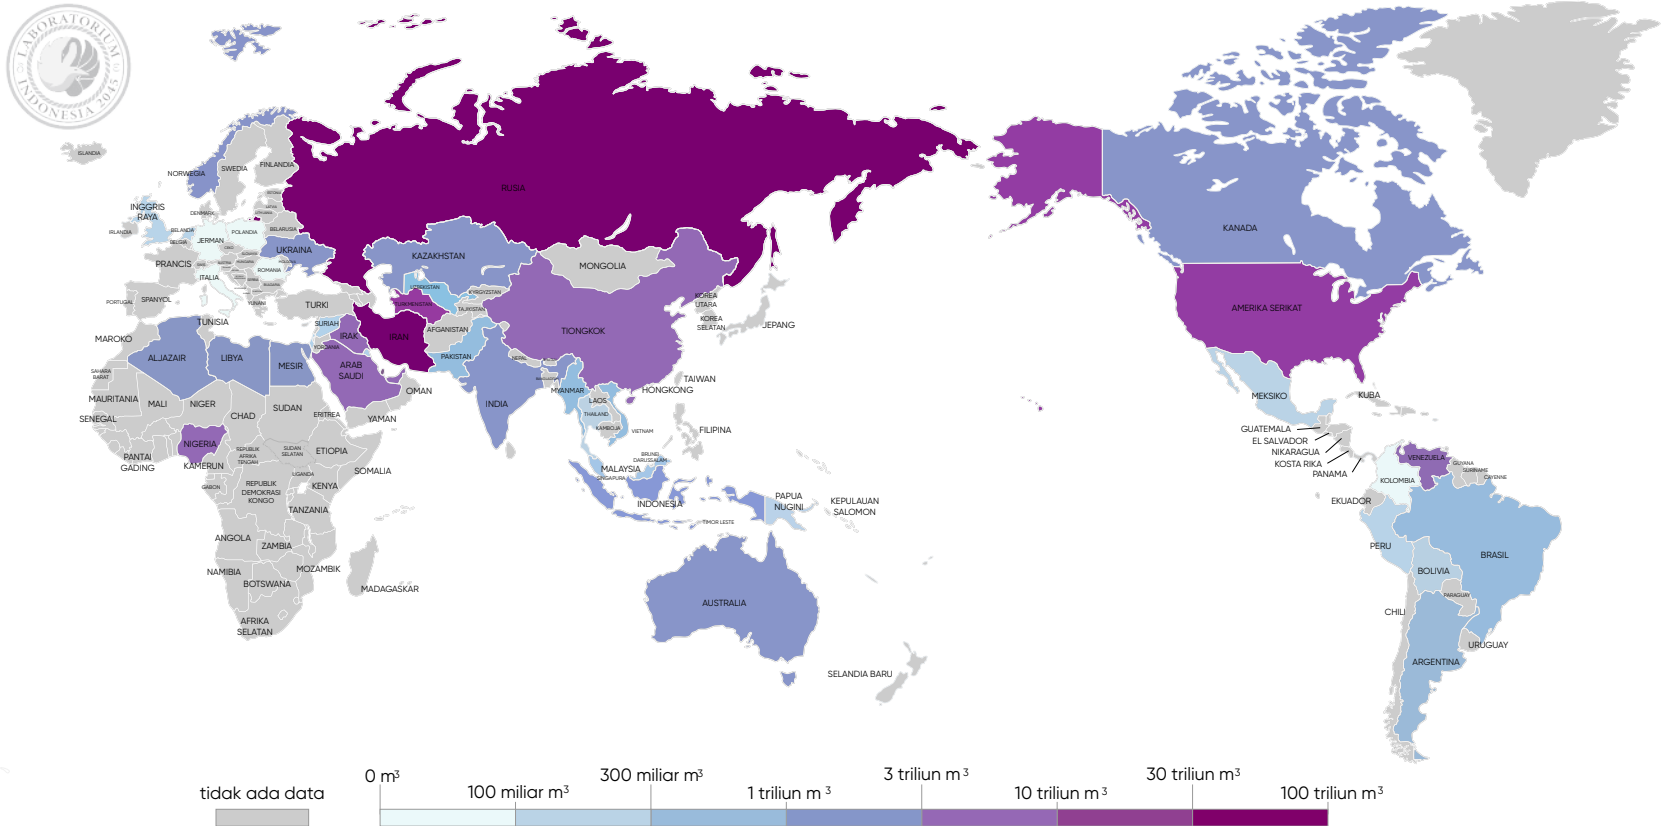 LABORATORIUM
INDONESIA 2045
ISLANDIA
NORWEGIA
SWEDIA
FINLANDIA
RUSIA
ESTONIA
LATVIA
LITHUANIA
DENMARK
INGGRIS
RAYA
IRLANDIA
BELANDA
BELGIA
JERMAN
POLANDIA
BELARUSIA
UKRAINA
PRANCIS
ITALIA
ROMANIA
PORTUGAL
SPANYOL
YUNANI
TURKI
KAZAKHSTAN
MONGOLIA
UZBEKISTAN
KYRGYZSTAN
TURKMENISTAN
TAJIKISTAN
KOREA
UTARA
KOREA
SELATAN
JEPANG
TIONGKOK
TUNISIA
MAROKO
SURIAH
IRAK
IRAN
AFGANISTAN
YORDANIA
PAKISTAN
NEPAL
ALJAZAIR
LIBYA
MESIR
ARAB
SAUDI
SAHARA
BARAT
OMAN
TAIWAN
HONGKONG
MYANMAR
LAOS
INDIA
MAURITANIA
MALI
NIGER
CHAD
SUDAN
ERITREA
YAMAN
THAILAND
KAMBOJA
VIETNAM
FILIPINA
SENEGAL
NIGERIA
PANTAI
GADING
KAMERUN
REPUBLIK
AFRIKA
TENGAH
SUDAN
SELATAN
ETIOPIA
SOMALIA
UGANDA
KENYA
GABON
REPUBLIK
DEMOKRASI
KONGO
TANZANIA
BRUNEI
DARUSSALAM
MALAYSIA
SINGAPURA
INDONESIA
PAPUA
NUGINI
KEPULAUAN
SALOMON
TIMOR LESTE
ANGOLA
ZAMBIA
NAMIBIA
BOTSWANA
MOZAMBIK
MADAGASKAR
AFRIKA
SELATAN
AUSTRALIA
SELANDIA BARU
KANADA
AMERIKA SERIKAT
MEKSIKO
KUBA
GUATEMALA
EL SALVADOR
NIKARAGUA
KOSTA RIKA
PANAMA
VENEZUELA
GUYANA
SURINAME
CAYENNE
KOLOMBIA
EKUADOR
PERU
BRASIL
BOLIVIA
PARAGUAY
CHILI
URUGUAY
ARGENTINA
tidak ada data
0 m³
100 miliar m³
300 miliar m³
1 triliun m³
3 triliun m³
10 triliun m³
30 triliun m³
100 triliun m³